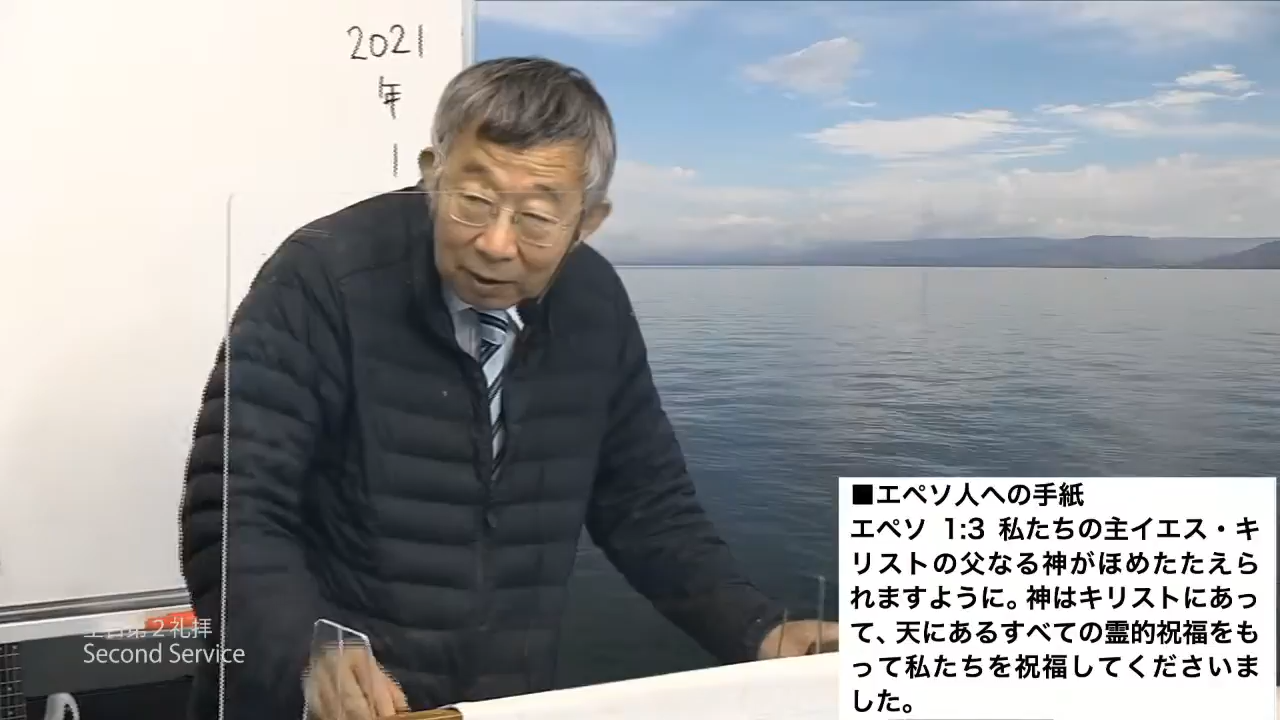 2021
年
1
■エペソ人への手紙
エペソ 1:3 私たちの主イエス・キ
リストの父なる神がほめたたえら
れますように。神はキリストにあっ
て、天にあるすべての霊的祝福をも
って私たちを祝福してくださいま
した。
主日第2礼拝
Second Service